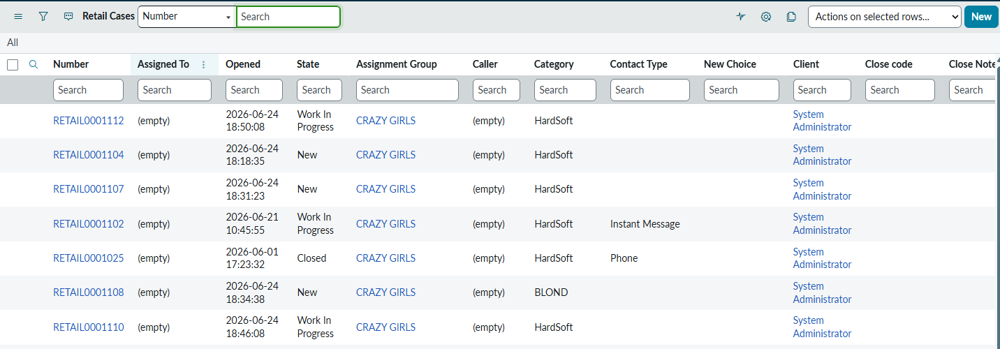 Retail Cases Number Search Actions on selected rows... New
All
Number Assigned To Opened State Assignment Group Caller Category Contact Type New Choice Client Close code Close Note
Search Search Search Search Search Search Search Search Search Search Search Search
RETAIL0001112 (empty) 2026-06-24 18:50:08 Work In Progress CRAZY GIRLS (empty) HardSoft System Administrator
RETAIL0001104 (empty) 2026-06-24 18:18:35 New CRAZY GIRLS (empty) HardSoft System Administrator
RETAIL0001107 (empty) 2026-06-24 18:31:23 New CRAZY GIRLS (empty) HardSoft System Administrator
RETAIL0001102 (empty) 2026-06-21 10:45:55 Work In Progress CRAZY GIRLS (empty) HardSoft Instant Message System Administrator
RETAIL0001025 (empty) 2026-06-01 17:23:32 Closed CRAZY GIRLS (empty) HardSoft Phone System Administrator
RETAIL0001108 (empty) 2026-06-24 18:34:38 New CRAZY GIRLS (empty) BLOND System Administrator
RETAIL0001110 (empty) 2026-06-24 18:46:08 Work In Progress CRAZY GIRLS (empty) HardSoft System Administrator